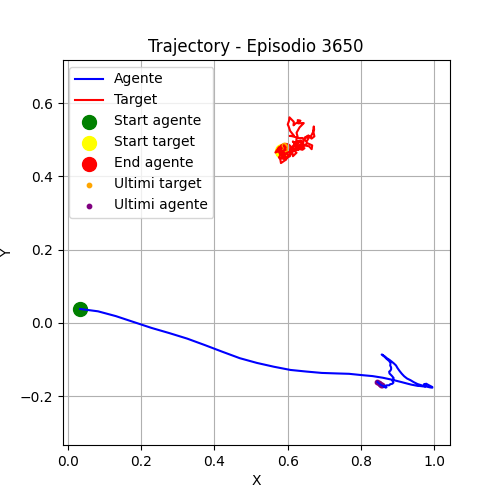 Trajectory - Episodio 3650
Agente
Target
Start agente
Start target
End agente
Ultimi target
Ultimi agente
0.6
0.4
0.2
0.0
−0.2
Y
0.0 0.2 0.4 0.6 0.8 1.0
X